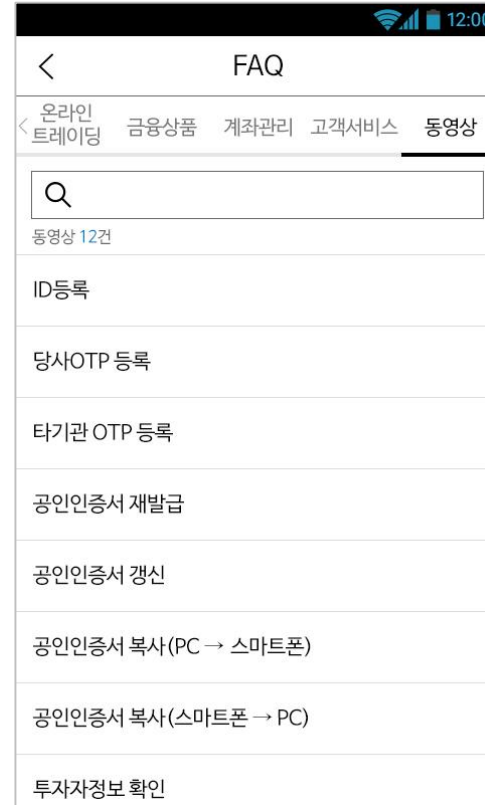 12:00
FAQ
온라인
트레이딩 금융상품 계좌관리 고객서비스 동영상
동영상 12건
ID등록
당사OTP 등록
타기관 OTP 등록
공인인증서 재발급
공인인증서 갱신
공인인증서 복사(PC → 스마트폰)
공인인증서 복사(스마트폰 → PC)
투자자정보 확인